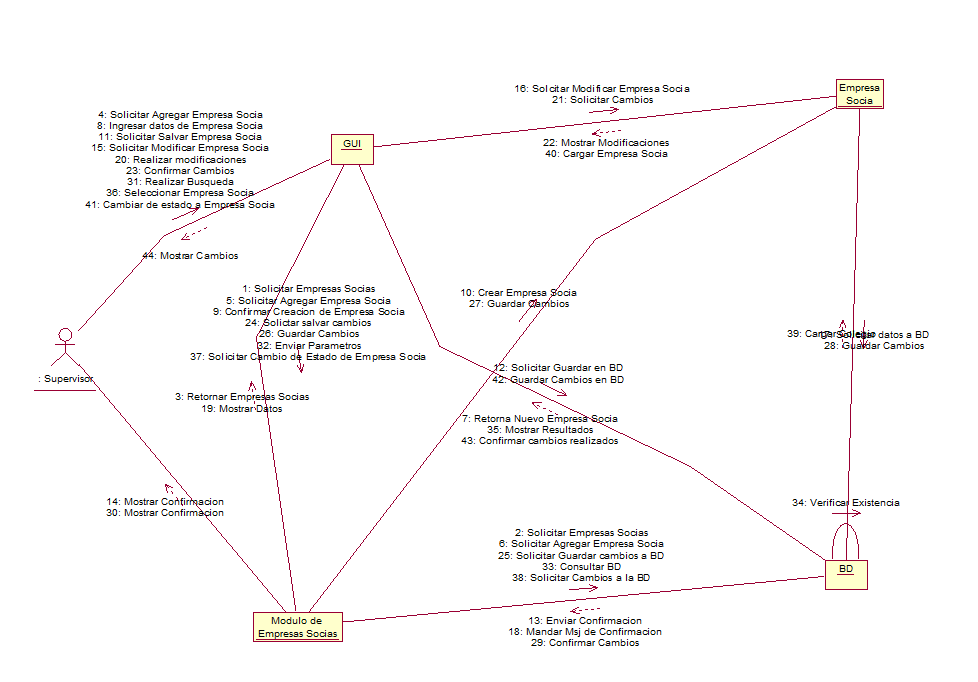 16: Solcitar Modificar Empresa Socia
21: Solicitar Cambios
Empresa
Socia
4: Solicitar Agregar Empresa Socia
8: Ingresar datos de Empresa Socia
11: Solicitar Salvar Empresa Socia
15: Solicitar Modificar Empresa Socia
20: Realizar modificaciones
23: Confirmar Cambios
31: Realizar Busqueda
36: Seleccionar Empresa Socia
41: Cambiar de estado a Empresa Socia
GUI
22: Mostrar Modificaciones
40: Cargar Empresa Socia
44: Mostrar Cambios
1: Solicitar Empresas Socias
5: Solicitar Agregar Empresa Socia
9: Confirmar Creacion de Empresa Socia
24: Solictar salvar cambios
26: Guardar Cambios
32: Enviar Parametros
37: Solicitar Cambio de Estado de Empresa Socia
10: Crear Empresa Socia
27: Guardar Cambios
39: Cargar
datos a BD
28: Guardar Cambios
: Supervisor
12: Solicitar Guardar en BD
42: Guardar Cambios en BD
3: Retornar Empresas Socias
19: Mostrar Datos
7: Retorna Nuevo Empresa Socia
35: Mostrar Resultados
43: Confirmar cambios realizados
14: Mostrar Confirmacion
30: Mostrar Confirmacion
34: Verificar Existencia
2: Solicitar Empresas Socias
6: Solicitar Agregar Empresa Socia
25: Solicitar Guardar cambios a BD
33: Consultar BD
38: Solicitar Cambios a la BD
BD
Modulo de
Empresas Socias
13: Enviar Confirmacion
18: Mandar Msj de Confirmacion
29: Confirmar Cambios